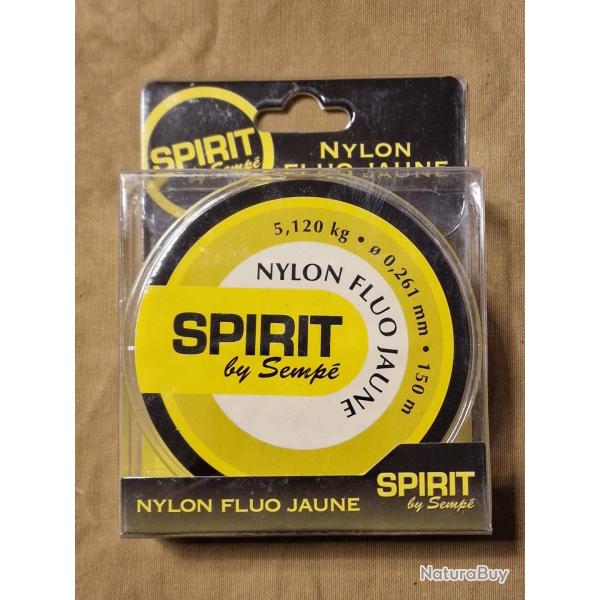 SPIRIT
by Sempé
NYLON
FLUO JAUNE
5,120 kg • ø 0,261 mm • 150 m
NYLON FLUO JAUNE
SPIRIT
by Sempé
NYLON FLUO JAUNE
SPIRIT
by Sempé
NaturaBuy